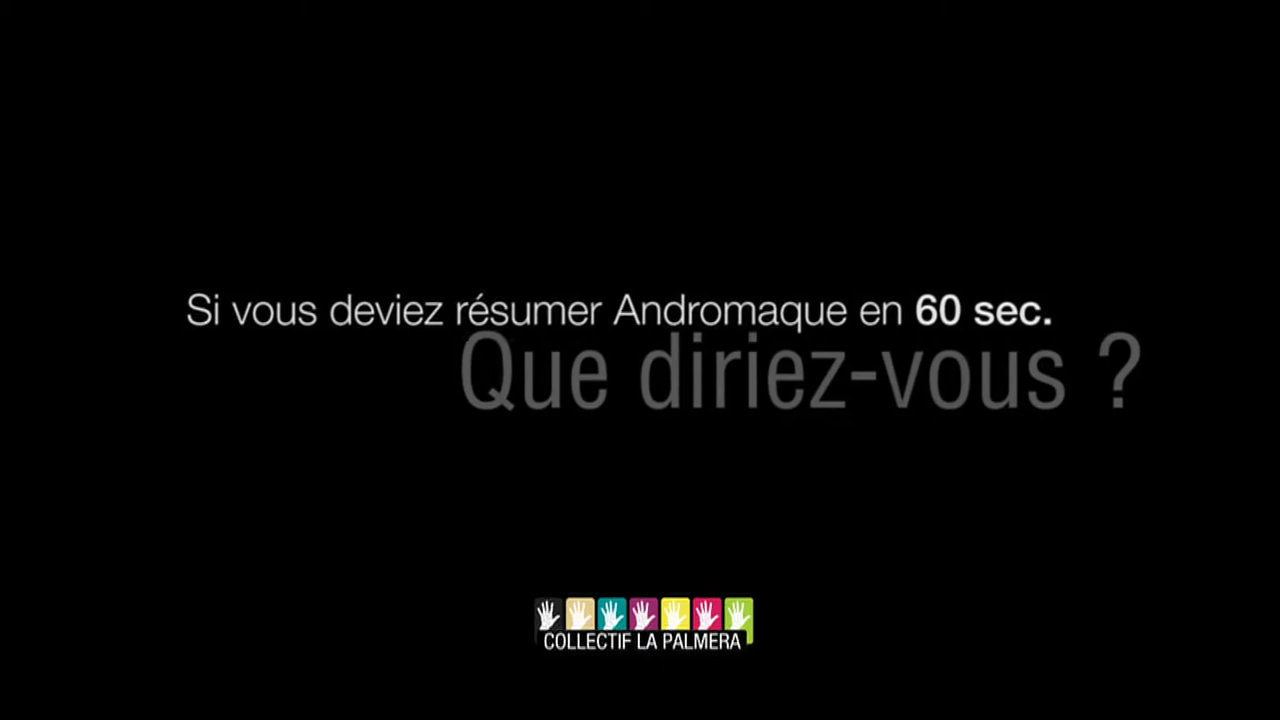 Si vous deviez résumer Andromaque en 60 sec.
Que diriez-vous ?
COLLECTIF LA PALMERA